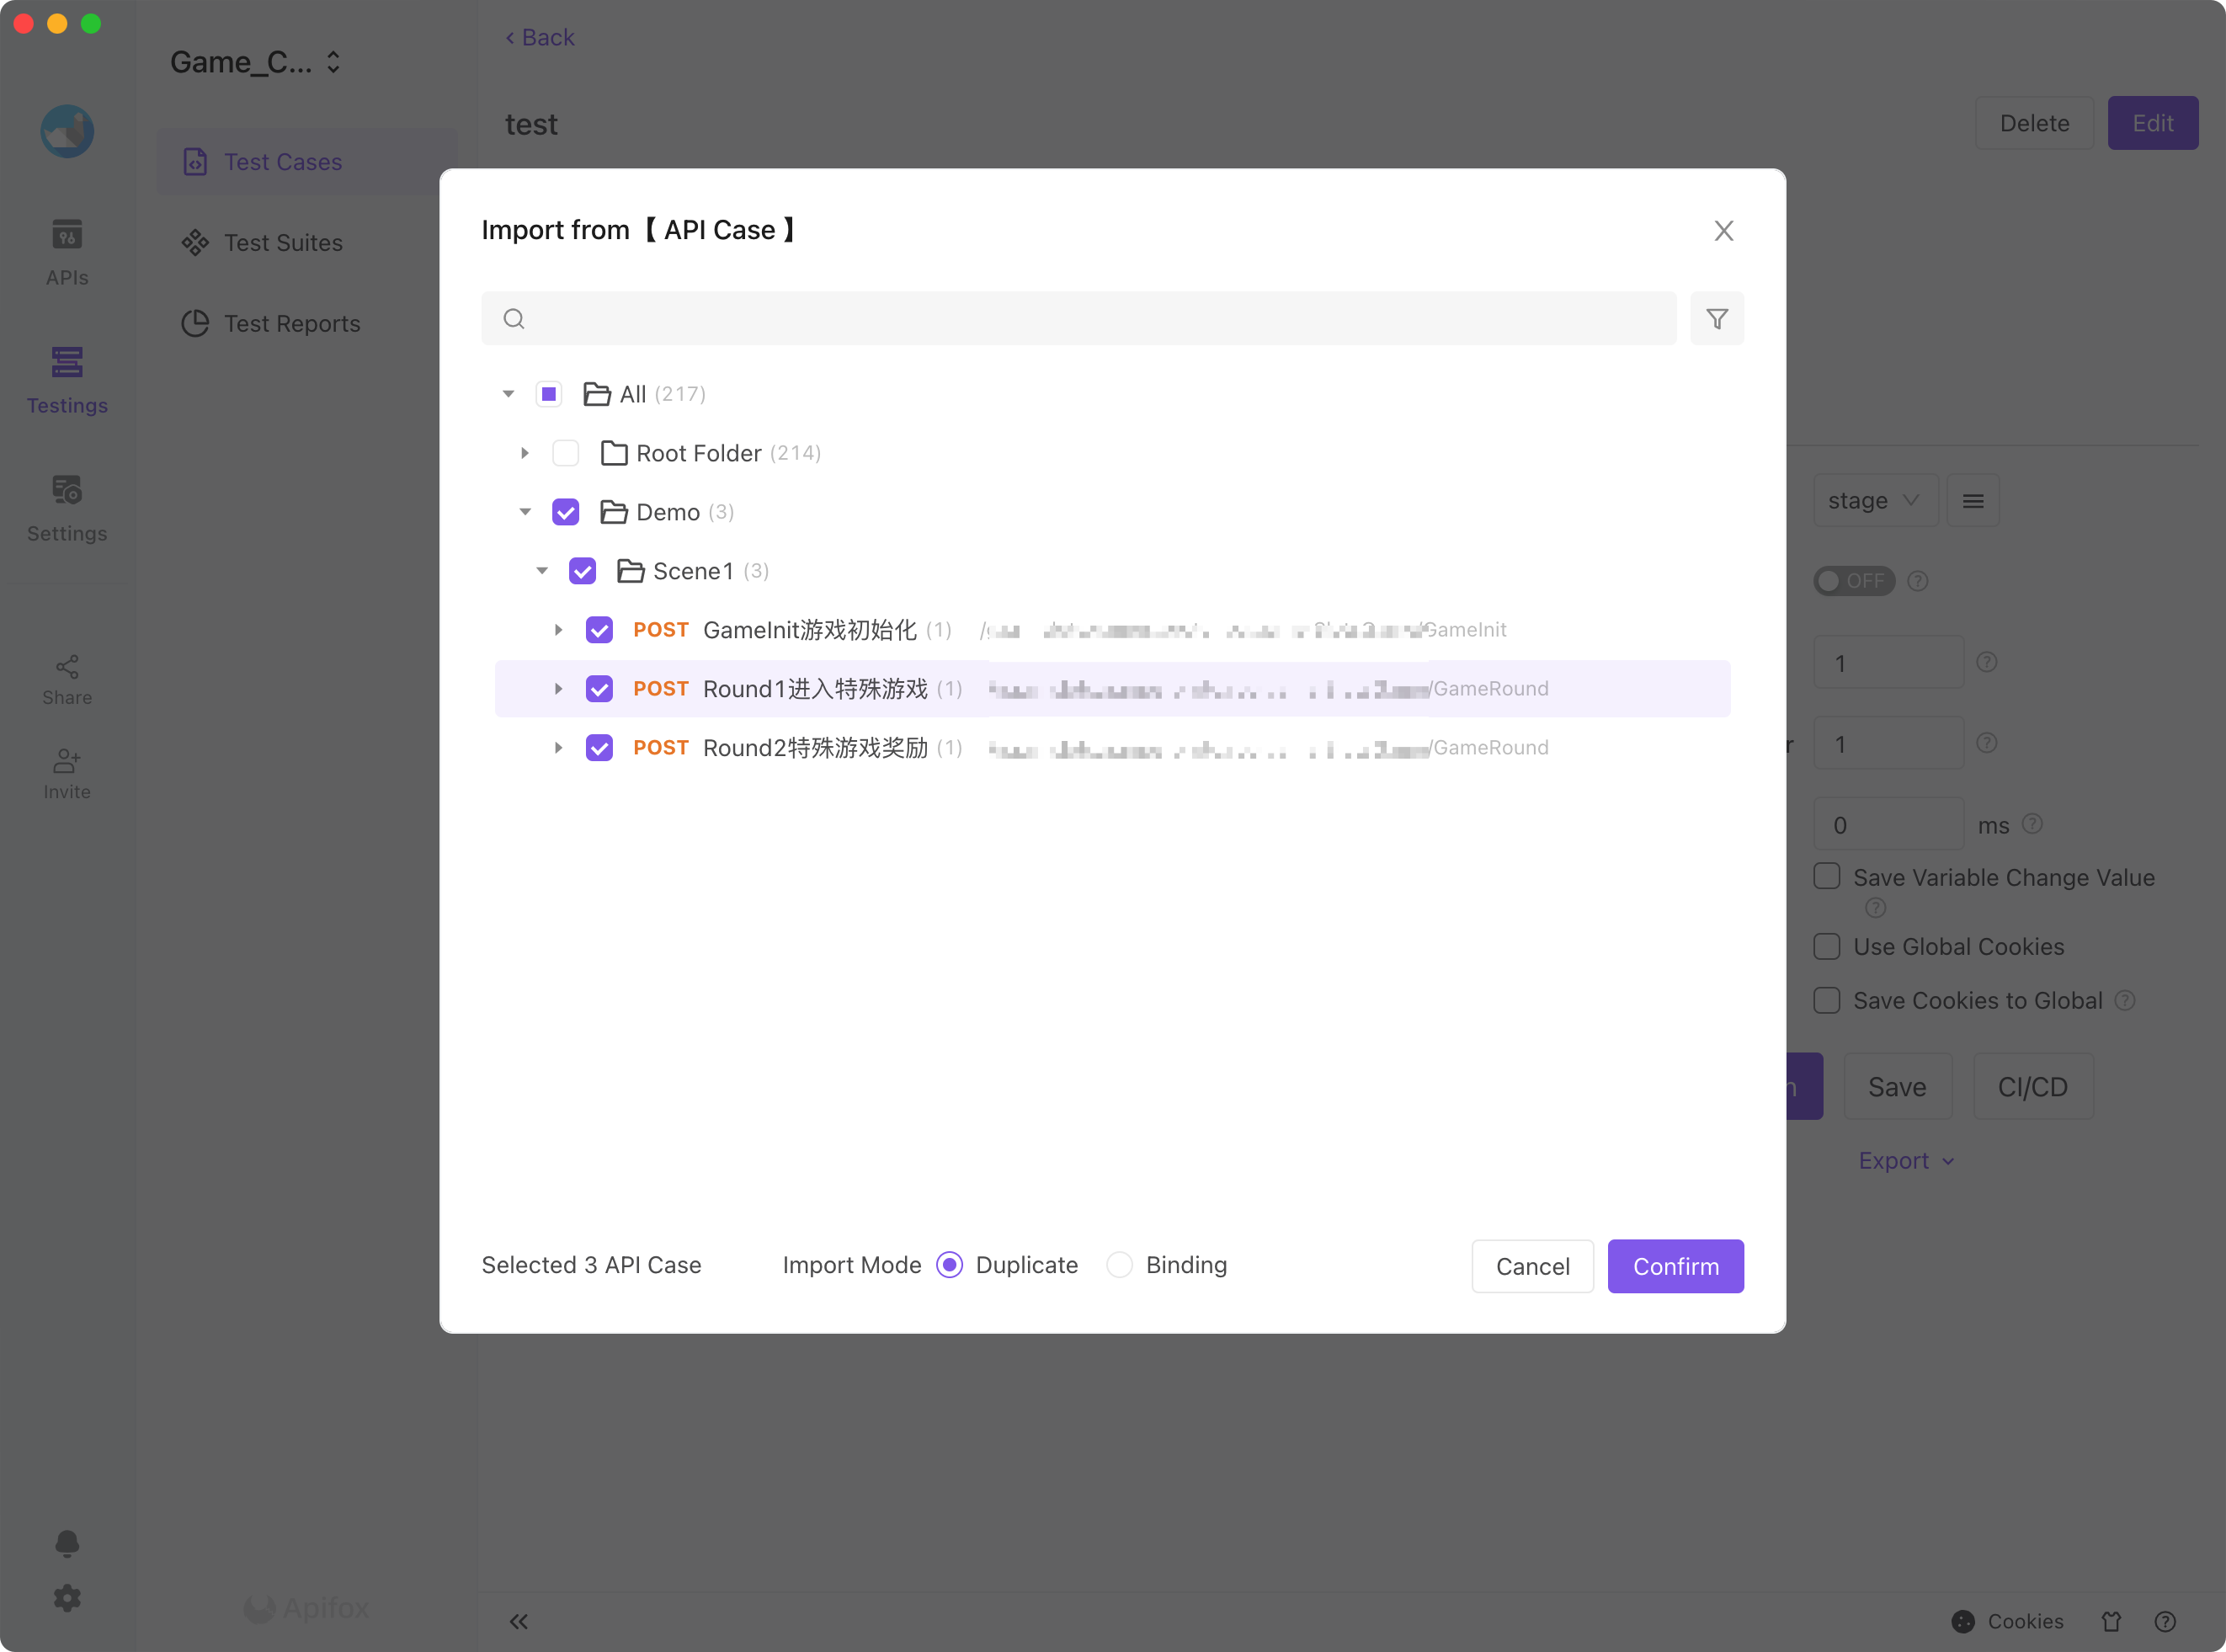 Game_C...
Back
test
Delete
Edit
Test Cases
Test Suites
Test Reports
APIs
Testings
Settings
Share
Invite
Import from【 API Case 】
All (217)
Root Folder (214)
Demo (3)
Scene1 (3)
POST GameInit游戏初始化 (1) /GameInit
POST Round1进入特殊游戏 (1) /GameRound
POST Round2特殊游戏奖励 (1) /GameRound
Selected 3 API Case
Import Mode Duplicate Binding
Cancel
Confirm
stage
OFF
1
1
0 ms
Save Variable Change Value
Use Global Cookies
Save Cookies to Global
Save
CI/CD
Export
Apifox
Cookies